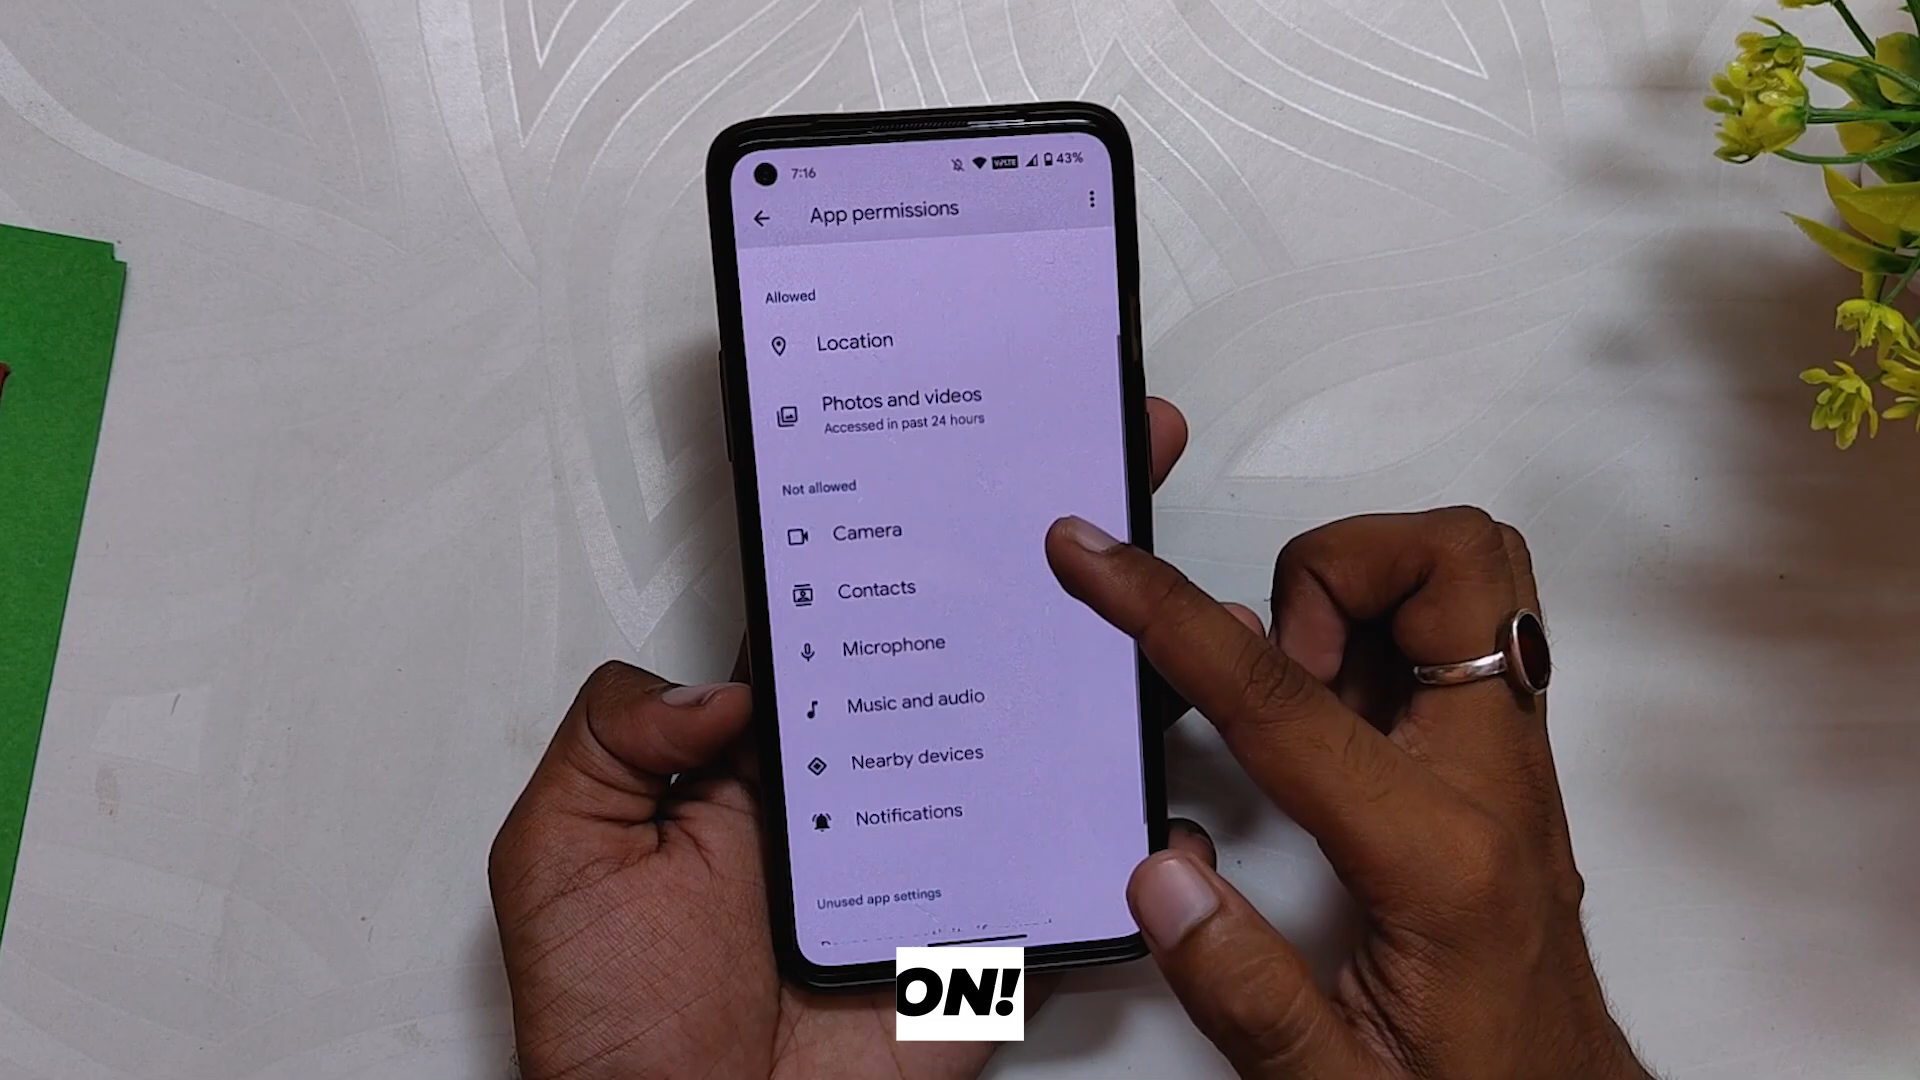 7:16 VoLTE 43%
App permissions
Allowed
Location
Photos and videos
Accessed in past 24 hours
Not allowed
Camera
Contacts
Microphone
Music and audio
Nearby devices
Notifications
Unused app settings
ON!